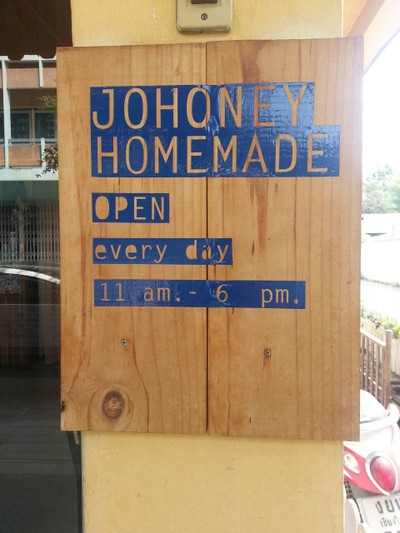 JOHONEY
HOMEMADE
OPEN
every day
11 am.- 6 pm.